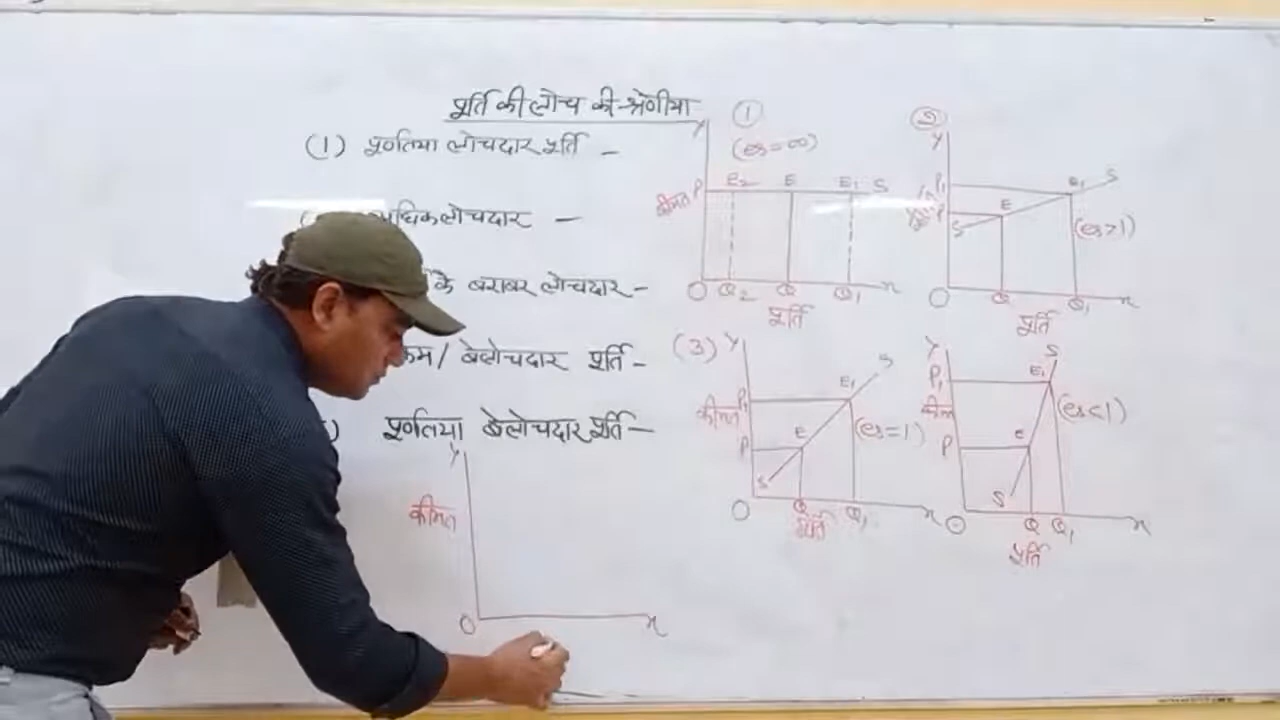 पूर्ति की लोच की श्रेणीया
(1) पूर्णतया लोचदार पूर्ति –
लोचदार –
के बराबर लोचदार –
कम/ बेलोचदार पूर्ति –
) पूर्णतया बेलोचदार पूर्ति –
Y
कीमत
O x
①
Y
(es=∞)
P E2 E E1 S
कीमत
O Q2 Q Q1 x
पूर्ति
②
Y
P1 E1 S
P E
S (es>1)
O Q Q1 x
पूर्ति
(3) Y
P1 E1 S
कीमत
(es=1)
P E
S
O Q Q1 x
पूर्ति
Y S
P1 E1
(es<1)
P E
S
O Q Q1 x
पूर्ति